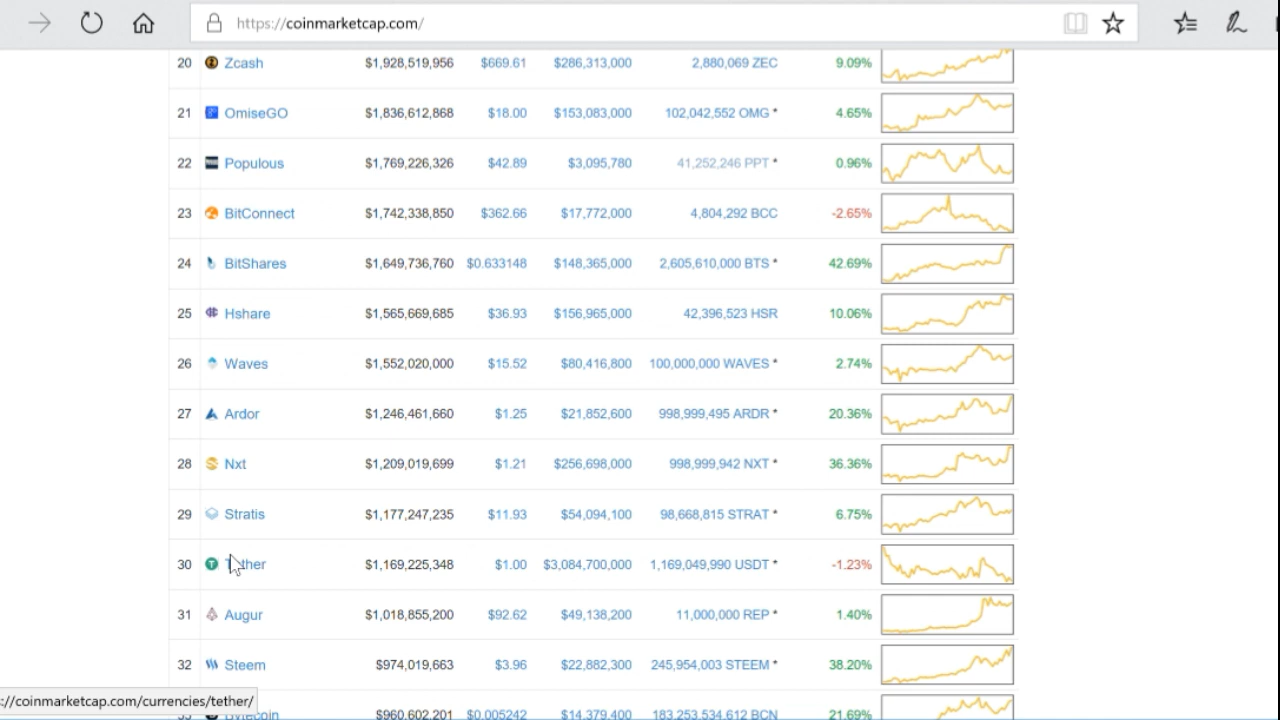 https://coinmarketcap.com/
20 Zcash $1,928,519,956 $669.61 $286,313,000 2,880,069 ZEC 9.09%
21 OmiseGO $1,836,612,868 $18.00 $153,083,000 102,042,552 OMG * 4.65%
22 Populous $1,769,226,326 $42.89 $3,095,780 41,252,246 PPT * 0.96%
23 BitConnect $1,742,338,850 $362.66 $17,772,000 4,804,292 BCC -2.65%
24 BitShares $1,649,736,760 $0.633148 $148,365,000 2,605,610,000 BTS * 42.69%
25 Hshare $1,565,669,685 $36.93 $156,965,000 42,396,523 HSR 10.06%
26 Waves $1,552,020,000 $15.52 $80,416,800 100,000,000 WAVES * 2.74%
27 Ardor $1,246,461,660 $1.25 $21,852,600 998,999,495 ARDR * 20.36%
28 Nxt $1,209,019,699 $1.21 $256,698,000 998,999,942 NXT * 36.36%
29 Stratis $1,177,247,235 $11.93 $54,094,100 98,668,815 STRAT * 6.75%
30 Tether $1,169,225,348 $1.00 $3,084,700,000 1,169,049,990 USDT * -1.23%
31 Augur $1,018,855,200 $92.62 $49,138,200 11,000,000 REP * 1.40%
32 Steem $974,019,663 $3.96 $22,882,300 245,954,003 STEEM * 38.20%
://coinmarketcap.com/currencies/tether/
33 Bytecoin $960,602,201 $0.005242 $14,379,400 183,253,534,612 BCN 21.69%